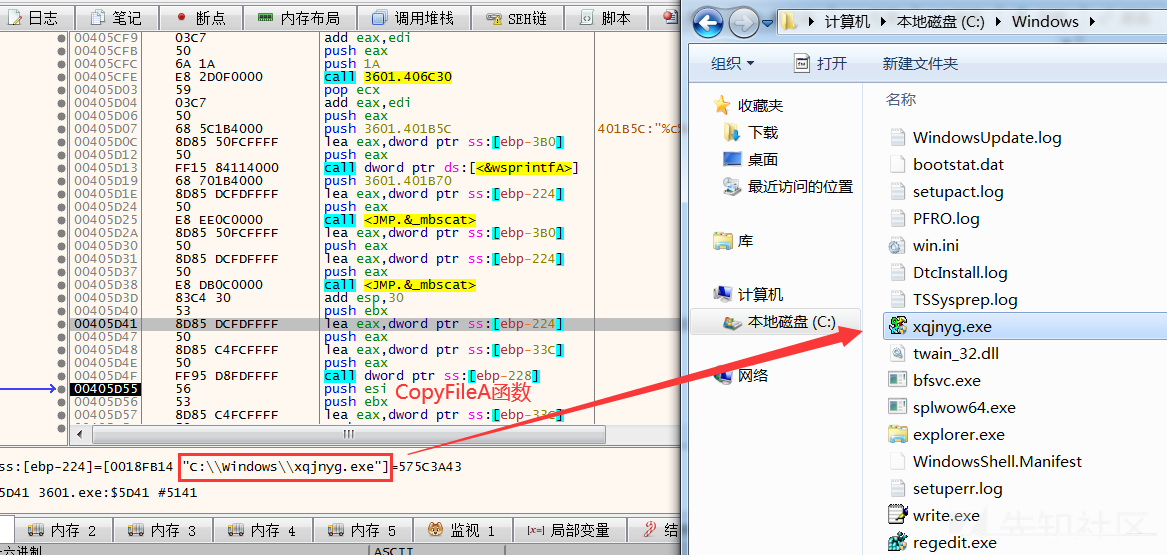 日志 笔记 断点 内存布局 调用堆栈 SEH链 脚本
00405CF9 03C7 add eax,edi
00405CFB 50 push eax
00405CFC 6A 1A push 1A
00405CFE E8 2D0F0000 call 3601.406C30
00405D03 59 pop ecx
00405D04 03C7 add eax,edi
00405D06 50 push eax
00405D07 68 5C1B4000 push 3601.401B5C 401B5C:"%c%
00405D0C 8D85 50FCFFFF lea eax,dword ptr ss:[ebp-3B0]
00405D12 50 push eax
00405D13 FF15 84114000 call dword ptr ds:[<&wsprintfA>]
00405D19 68 701B4000 push 3601.401B70
00405D1E 8D85 DCFDFFFF lea eax,dword ptr ss:[ebp-224]
00405D24 50 push eax
00405D25 E8 EE0C0000 call <JMP.&_mbscat>
00405D2A 8D85 50FCFFFF lea eax,dword ptr ss:[ebp-3B0]
00405D30 50 push eax
00405D31 8D85 DCFDFFFF lea eax,dword ptr ss:[ebp-224]
00405D37 50 push eax
00405D38 E8 DB0C0000 call <JMP.&_mbscat>
00405D3D 83C4 30 add esp,30
00405D40 53 push ebx
00405D41 8D85 DCFDFFFF lea eax,dword ptr ss:[ebp-224]
00405D47 50 push eax
00405D48 8D85 C4FCFFFF lea eax,dword ptr ss:[ebp-33C]
00405D4E 50 push eax
00405D4F FF95 D8FDFFFF call dword ptr ss:[ebp-228]
00405D55 56 push esi
00405D56 53 push ebx
00405D57 8D85 C4FCFFFF lea eax,dword ptr ss:[ebp-33C]
CopyFileA函数
ss:[ebp-224]=[0018FB14 "C:\\Windows\\xqjnyg.exe"]=575C3A43
5D41 3601.exe:$5D41 #5141
内存 2 内存 3 内存 4 内存 5 监视 1 [x=] 局部变量 结
六进制 ASCII
计算机 本地磁盘 (C:) Windows
组织 打开 新建文件夹
收藏夹
下载
桌面
最近访问的位置
库
计算机
本地磁盘 (C:)
网络
名称
WindowsUpdate.log
bootstat.dat
setupact.log
PFRO.log
win.ini
DtcInstall.log
TSSysprep.log
xqjnyg.exe
twain_32.dll
bfsvc.exe
splwow64.exe
explorer.exe
WindowsShell.Manifest
setuperr.log
write.exe
regedit.exe
先知社区